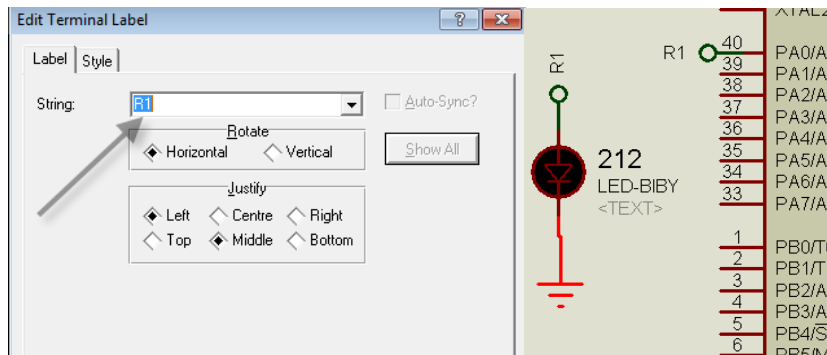 Edit Terminal Label
Label Style
String: R1 Auto-Sync?
Rotate
Horizontal Vertical
Show All
Justify
Left Centre Right
Top Middle Bottom
R1
212
LED-BIBY
<TEXT>
R1
XTAL2
40 PA0/A
39 PA1/A
38 PA2/A
37 PA3/A
36 PA4/A
35 PA5/A
34 PA6/A
33 PA7/A
1 PB0/T
2 PB1/T
3 PB2/A
4 PB3/A
5 PB4/S
6